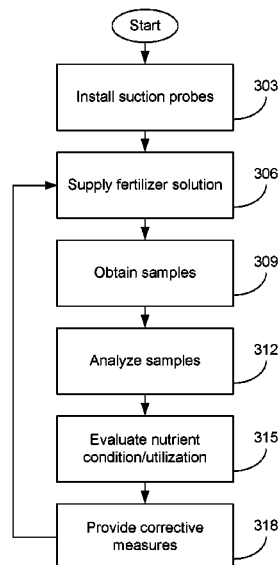 Start
303
Install suction probes
306
Supply fertilizer solution
309
Obtain samples
312
Analyze samples
315
Evaluate nutrient
condition/utilization
318
Provide corrective
measures